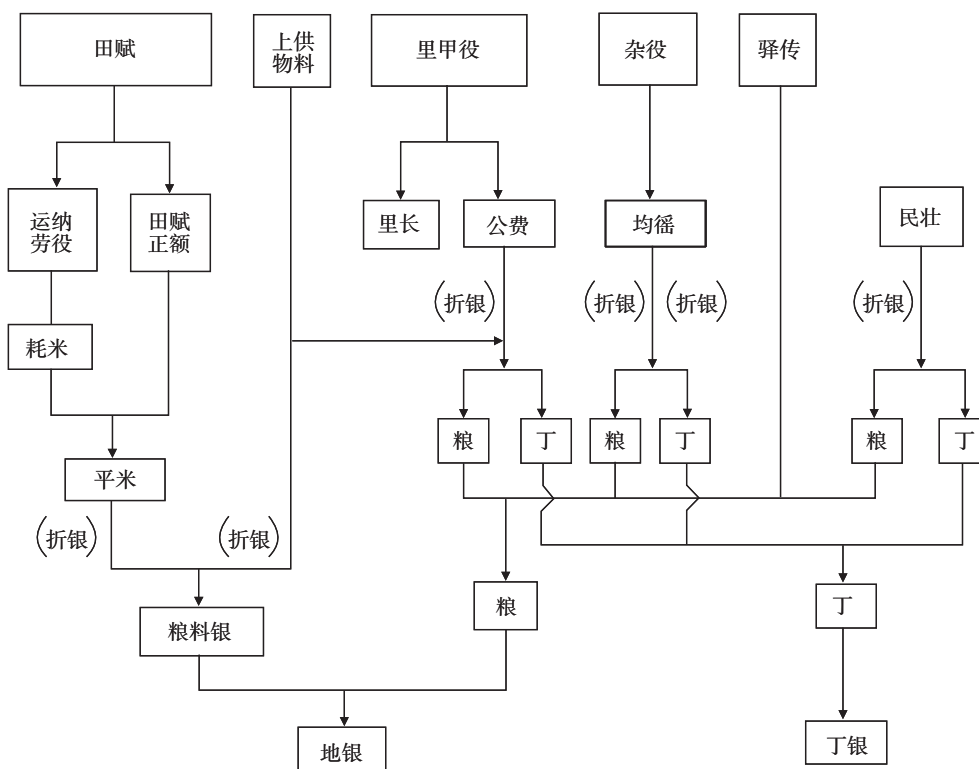 田赋
上供
物料
里甲役
杂役
驿传
运纳
劳役
田赋
正额
里长
公费
均徭
民壮
(折银)
(折银)
(折银)
(折银)
耗米
粮
丁
粮
丁
粮
丁
平米
(折银)
(折银)
粮料银
粮
丁
地银
丁银